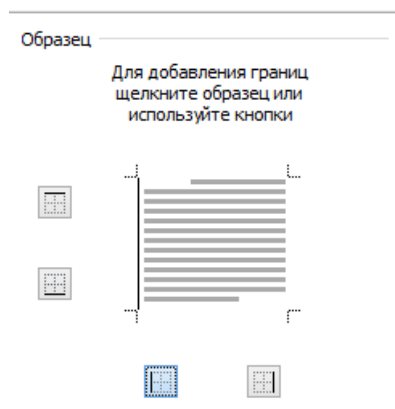 Образец
Для добавления границ
щелкните образец или
используйте кнопки